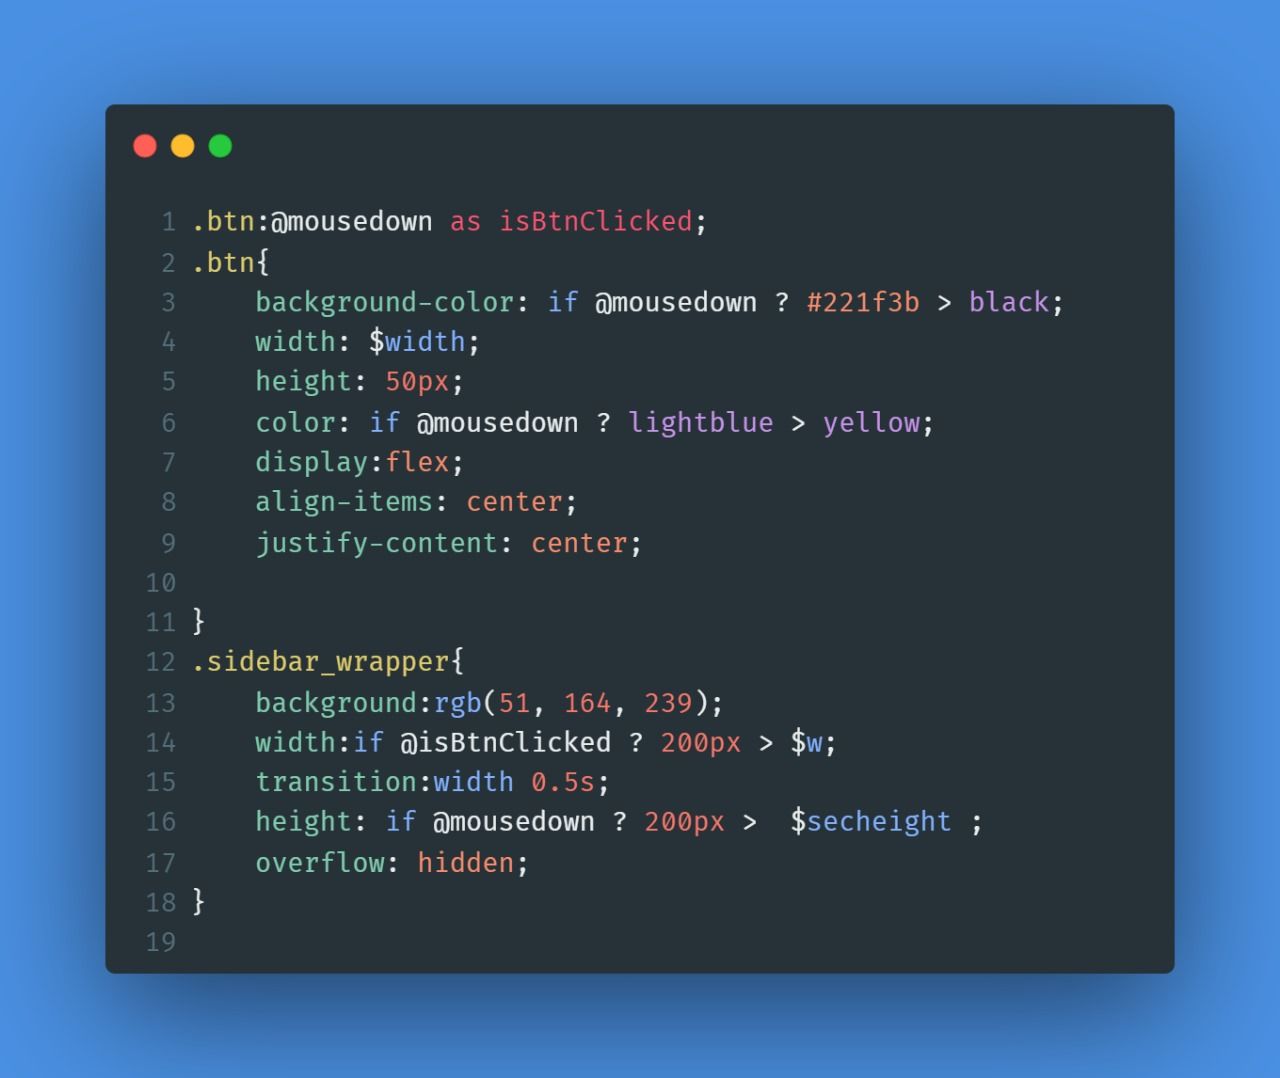 1 .btn:@mousedown as isBtnClicked;
2 .btn{
3     background-color: if @mousedown ? #221f3b > black;
4     width: $width;
5     height: 50px;
6     color: if @mousedown ? lightblue > yellow;
7     display:flex;
8     align-items: center;
9     justify-content: center;
10
11 }
12 .sidebar_wrapper{
13     background:rgb(51, 164, 239);
14     width:if @isBtnClicked ? 200px > $w;
15     transition:width 0.5s;
16     height: if @mousedown ? 200px >  $secheight ;
17     overflow: hidden;
18 }
19